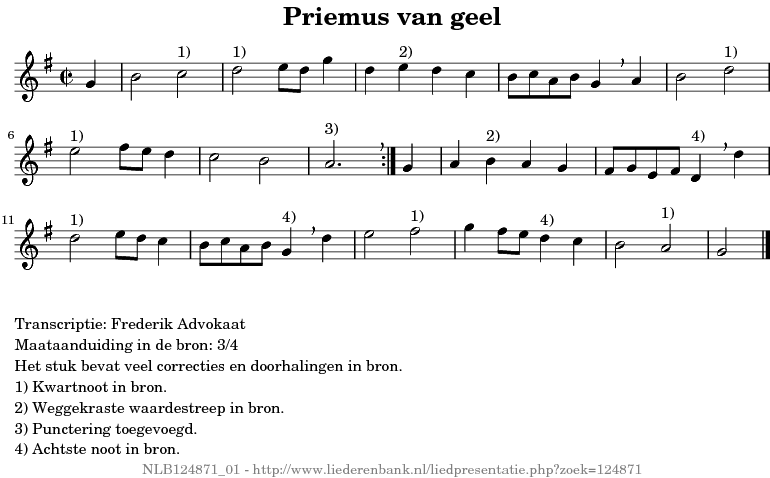 Priemus van geel
1) 1) 2) 1)
6 1) 3) 2) 4)
11 1) 4) 1) 4) 1)
Transcriptie: Frederik Advokaat
Maataanduiding in de bron: 3/4
Het stuk bevat veel correcties en doorhalingen in bron.
1) Kwartnoot in bron.
2) Weggekraste waardestreep in bron.
3) Punctering toegevoegd.
4) Achtste noot in bron.
NLB124871_01 - http://www.liederenbank.nl/liedpresentatie.php?zoek=124871